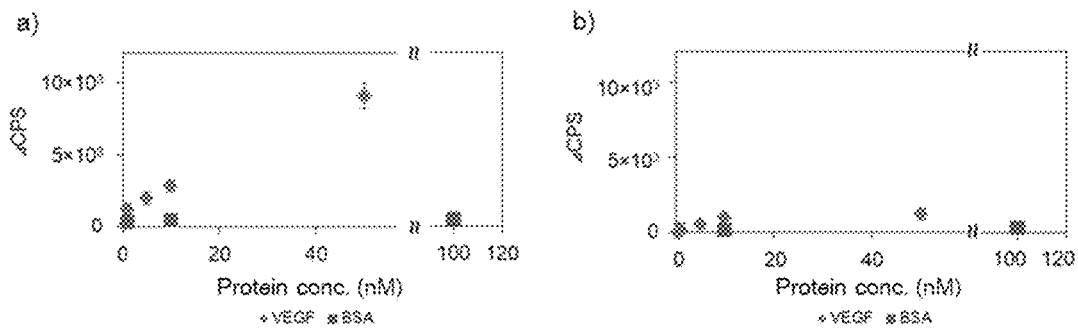 a)
10×10³
5×10³
0
ΔCPS
0 20 40 100 120
Protein conc. (nM)
VEGF BSA
b)
10×10³
5×10³
0
ΔCPS
0 20 40 100 120
Protein conc. (nM)
VEGF BSA